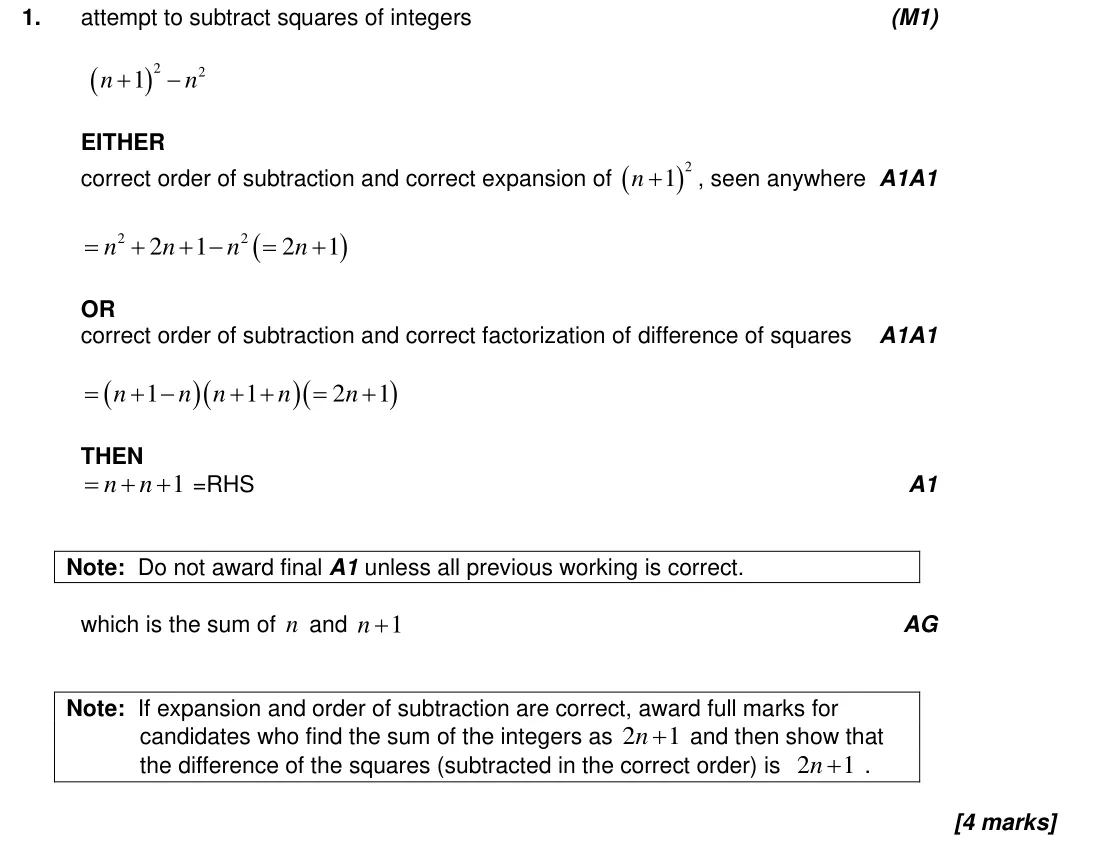 1. attempt to subtract squares of integers (M1)
(n+1)² − n²
EITHER
correct order of subtraction and correct expansion of (n+1)², seen anywhere A1A1
= n² + 2n + 1 − n² (= 2n + 1)
OR
correct order of subtraction and correct factorization of difference of squares A1A1
= (n+1−n)(n+1+n)(= 2n+1)
THEN
= n + n + 1 =RHS A1
Note: Do not award final A1 unless all previous working is correct.
which is the sum of n and n+1 AG
Note: If expansion and order of subtraction are correct, award full marks for
candidates who find the sum of the integers as 2n+1 and then show that
the difference of the squares (subtracted in the correct order) is 2n+1 .
[4 marks]